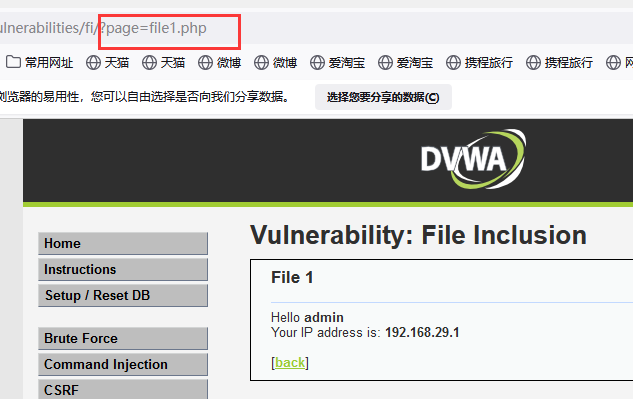 ulnerabilities/fi/?page=file1.php
常用网址 天猫 天猫 微博 微博 爱淘宝 爱淘宝 携程旅行 携程旅行
浏览器的易用性，您可以自由选择是否向我们分享数据。 选择您要分享的数据(C)
DVWA
Home
Instructions
Setup / Reset DB
Brute Force
Command Injection
CSRF
Vulnerability: File Inclusion
File 1
Hello admin
Your IP address is: 192.168.29.1
[back]